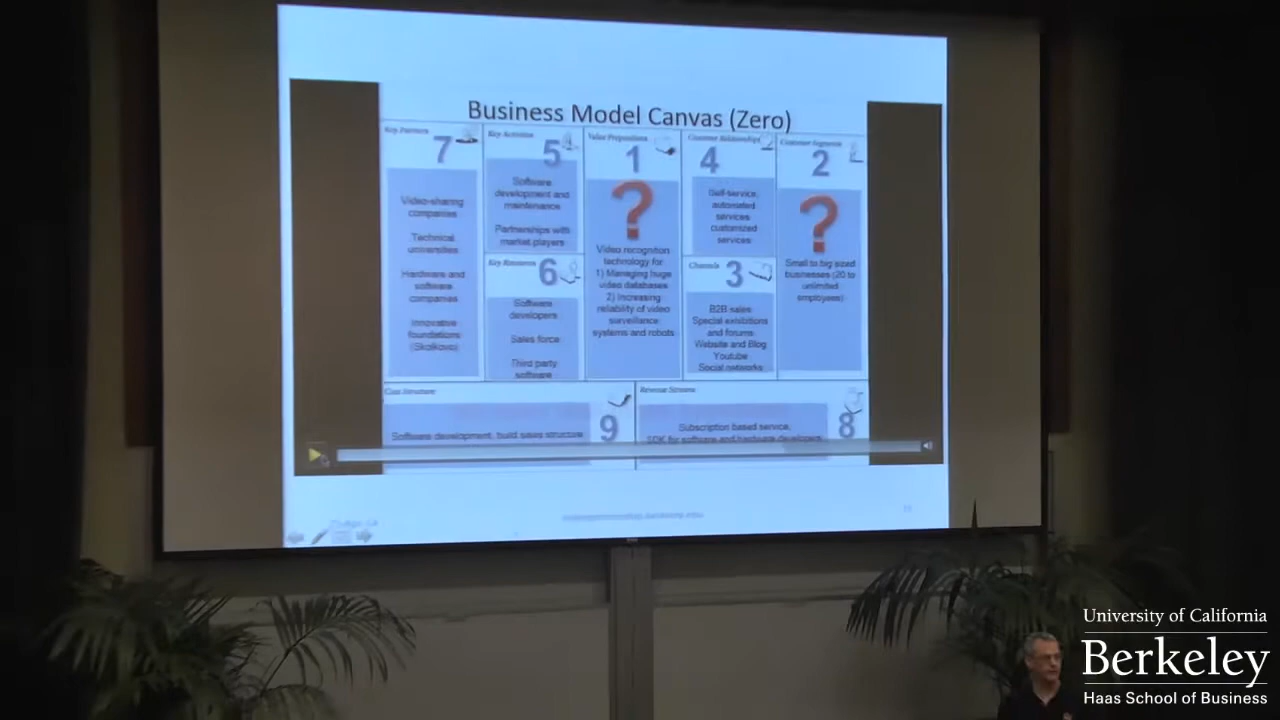 Business Model Canvas (Zero)
Key Partners
7
Video-sharing
companies
Technical
universities
Hardware and
software
companies
Innovative
foundations
(Skolkovo)
Key Activities
5
Software
development and
maintenance
Partnerships with
market players
Key Resources
6
Software
developers
Sales force
Third party
software
Value Propositions
1
?
Video recognition
technology for
1) Managing huge
video databases
2) Increasing
reliability of video
surveillance
systems and robots
Customer Relationships
4
Self-service,
automated
services
customized
services
Channels
3
B2B sales
Special exhibitions
and forums
Website and Blog
Youtube
Social networks
Customer Segments
2
?
Small to big sized
businesses (20 to
unlimited
employees)
Cost Structure
9
Software development, build sales structure
Revenue Streams
8
Subscription based service,
SDK for software and hardware developers
University of California
Berkeley
Haas School of Business